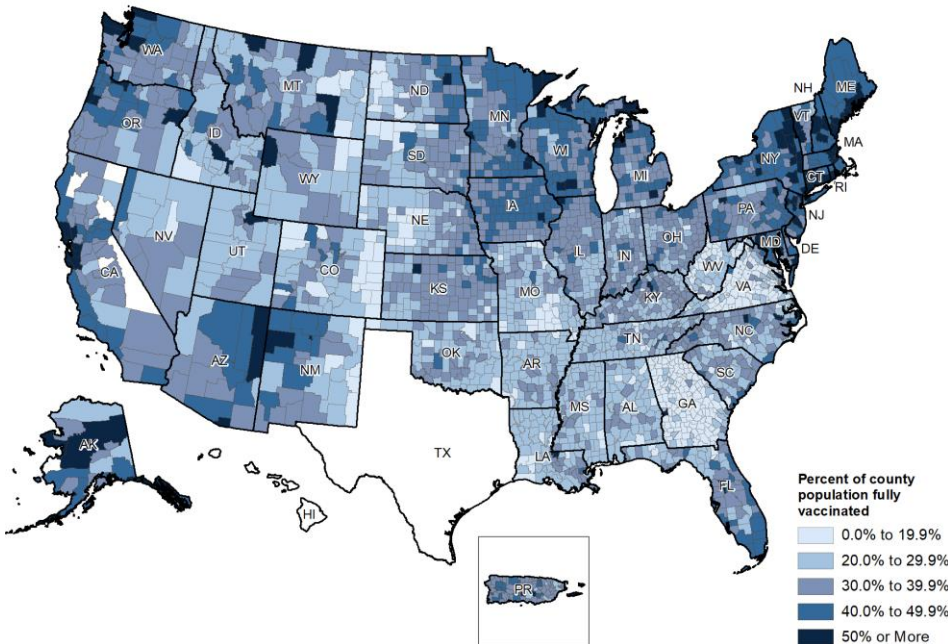 WA
MT
ND
MN
OR
ID
SD
WI
WY
MI
NH
ME
VT
NY
MA
CT
RI
NV
UT
NE
IA
PA
NJ
CA
CO
IL
IN
OH
MD
DE
KS
MO
WV
VA
KY
AZ
NM
OK
AR
TN
NC
SC
MS
AL
GA
AK
TX
LA
FL
HI
PR
Percent of county
population fully
vaccinated
0.0% to 19.9%
20.0% to 29.9%
30.0% to 39.9%
40.0% to 49.9%
50% or More